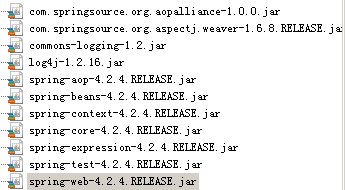 com.springsource.org.aopalliance-1.0.0.jar
com.springsource.org.aspectj.weaver-1.6.8.RELEASE.ja
commons-logging-1.2.jar
log4j-1.2.16.jar
spring-aop-4.2.4.RELEASE.jar
spring-beans-4.2.4.RELEASE.jar
spring-context-4.2.4.RELEASE.jar
spring-core-4.2.4.RELEASE.jar
spring-expression-4.2.4.RELEASE.jar
spring-test-4.2.4.RELEASE.jar
spring-web-4.2.4.RELEASE.jar